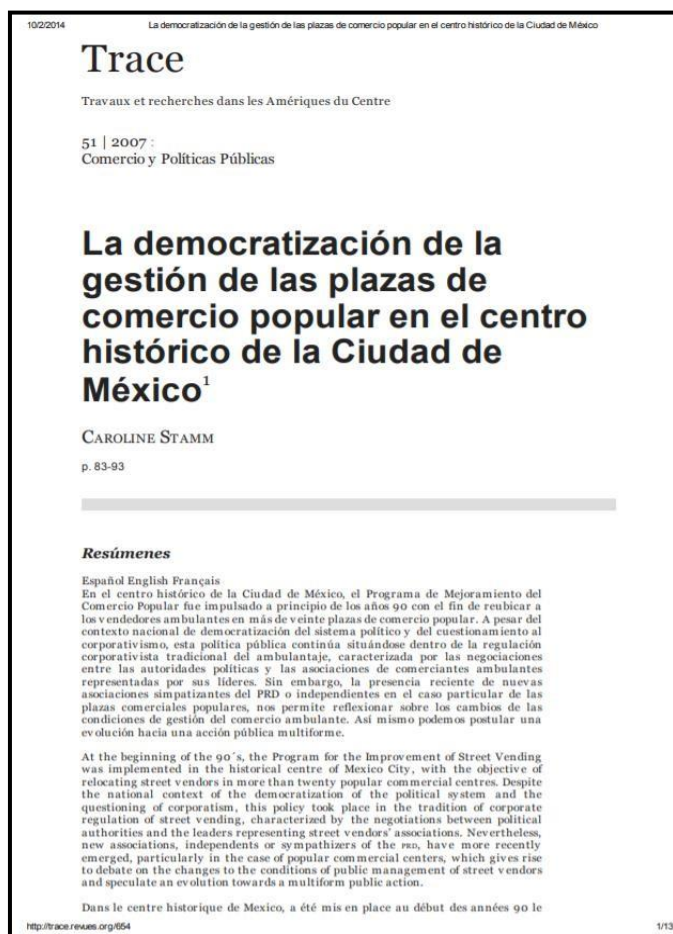 10/2/2014 La democratización de la gestión de las plazas de comercio popular en el centro histórico de la Ciudad de México
Trace
Travaux et recherches dans les Amériques du Centre
51 | 2007 :
Comercio y Políticas Públicas
La democratización de la
gestión de las plazas de
comercio popular en el centro
histórico de la Ciudad de
México1
CAROLINE STAMM
p. 83-93
Resúmenes
Español English Français
En el centro histórico de la Ciudad de México, el Programa de Mejoramiento del
Comercio Popular fue impulsado a principio de los años 90 con el fin de reubicar a
los vendedores ambulantes en más de veinte plazas de comercio popular. A pesar del
contexto nacional de democratización del sistema político y del cuestionamiento al
corporativismo, esta política pública continúa situándose dentro de la regulación
corporativista tradicional del ambulantaje, caracterizada por las negociaciones
entre las autoridades políticas y las asociaciones de comerciantes ambulantes
representadas por sus líderes. Sin embargo, la presencia reciente de nuevas
asociaciones simpatizantes del PRD o independientes en el caso particular de las
plazas comerciales populares, nos permite reflexionar sobre los cambios de las
condiciones de gestión del comercio ambulante. Así mismo podemos postular una
evolución hacia una acción pública multiforme.
At the beginning of the 90´s, the Program for the Improvement of Street Vending
was implemented in the historical centre of Mexico City, with the objective of
relocating street vendors in more than twenty popular commercial centres. Despite
the national context of the democratization of the political system and the
questioning of corporatism, this policy took place in the tradition of corporate
regulation of street vending, characterized by the negotiations between political
authorities and the leaders representing street vendors' associations. Nevertheless,
new associations, independents or sympathizers of the PRD, have more recently
emerged, particularly in the case of popular commercial centers, which gives rise
to debate on the changes to the conditions of public management of street vendors
and speculate an evolution towards a multiform public action.
Dans le centre historique de Mexico, a été mis en place au début des années 90 le
http://trace.revues.org/654 1/13